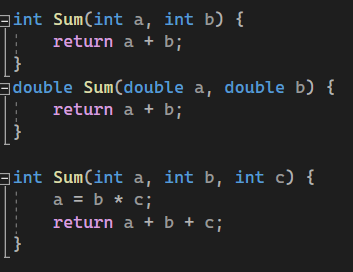 int Sum(int a, int b) {
    return a + b;
}
double Sum(double a, double b) {
    return a + b;
}

int Sum(int a, int b, int c) {
    a = b * c;
    return a + b + c;
}